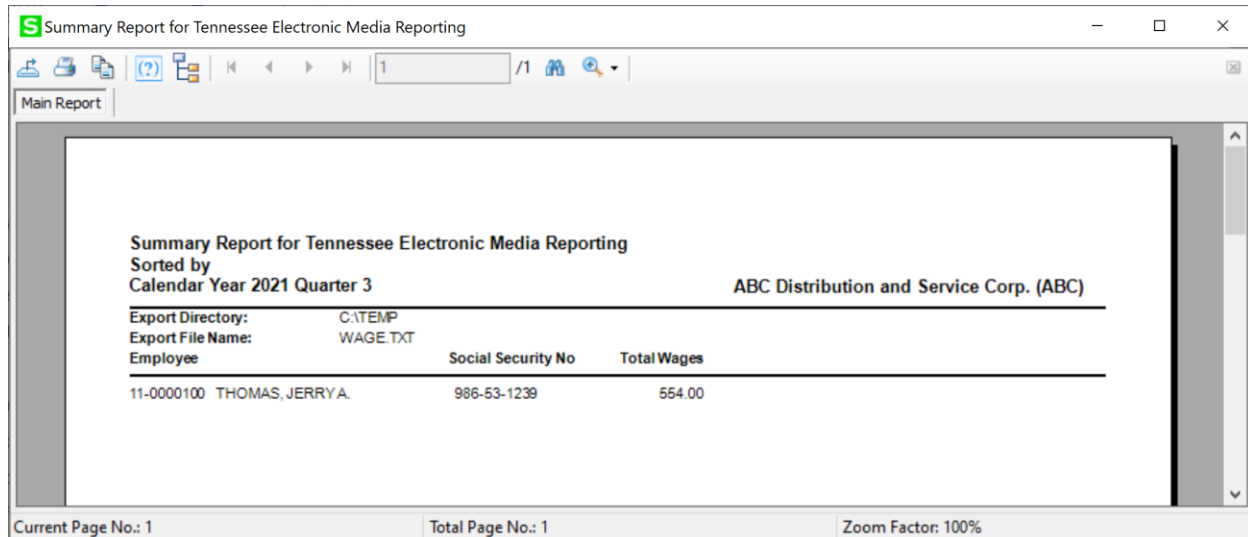 S Summary Report for Tennessee Electronic Media Reporting
1 /1
Main Report
Summary Report for Tennessee Electronic Media Reporting
Sorted by
Calendar Year 2021 Quarter 3 ABC Distribution and Service Corp. (ABC)
Export Directory: C:\TEMP
Export File Name: WAGE.TXT
Employee Social Security No Total Wages
11-0000100 THOMAS, JERRY A. 986-53-1239 554.00
Current Page No.: 1 Total Page No.: 1 Zoom Factor: 100%